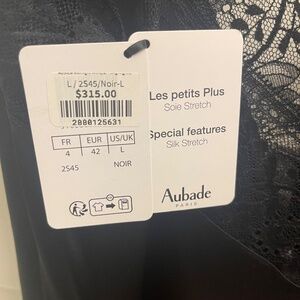 L / 2S45/Noir-L
$315.00
2000125631
FR EUR US/UK
4 42 L
2S45 NOIR
Les petits Plus
Soie Stretch
Special features
Silk Stretch
Aubade
PARIS